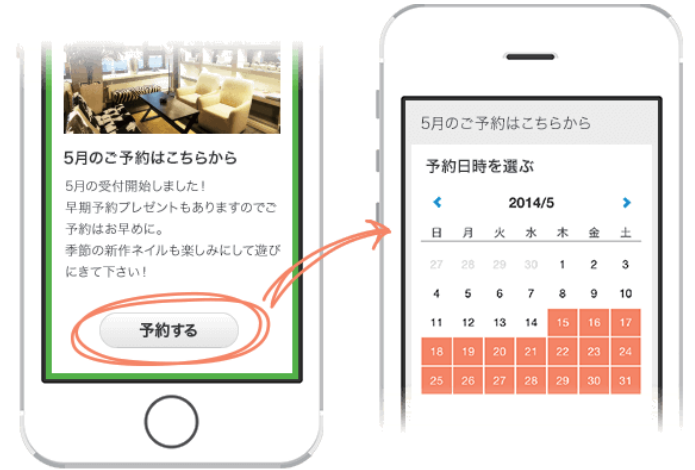 5月のご予約はこちらから
5月の受付開始しました！
早期予約プレゼントもありますのでご
予約はお早めに。
季節の新作ネイルも楽しみにして遊び
にきて下さい！
予約する
5月のご予約はこちらから
予約日時を選ぶ
2014/5
日 月 火 水 木 金 土
27 28 29 30 1 2 3
4 5 6 7 8 9 10
11 12 13 14 15 16 17
18 19 20 21 22 23 24
25 26 27 28 29 30 31